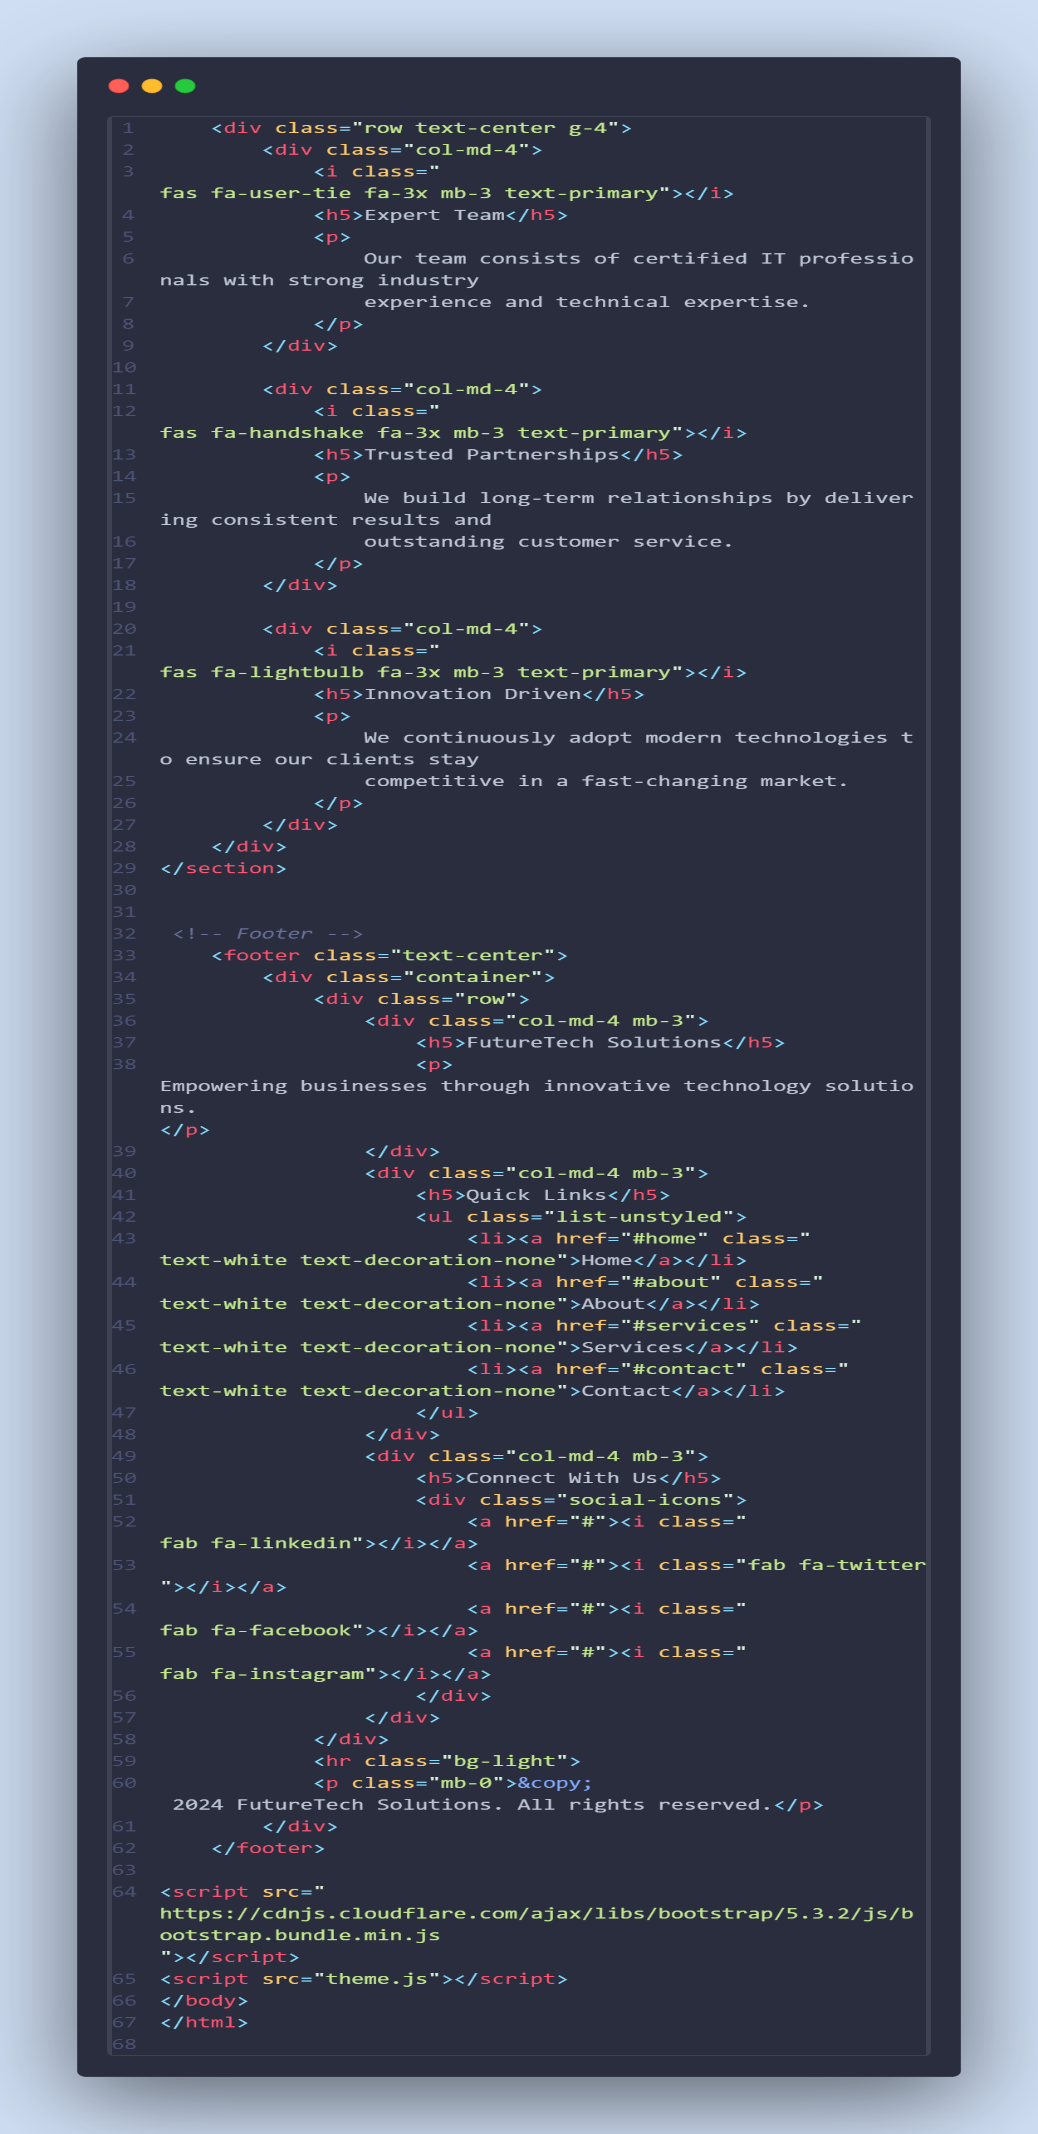 1      <div class="row text-center g-4">
2          <div class="col-md-4">
3              <i class="
fas fa-user-tie fa-3x mb-3 text-primary"></i>
4              <h5>Expert Team</h5>
5              <p>
6                  Our team consists of certified IT professio
nals with strong industry
7                  experience and technical expertise.
8              </p>
9          </div>
10
11         <div class="col-md-4">
12             <i class="
fas fa-handshake fa-3x mb-3 text-primary"></i>
13             <h5>Trusted Partnerships</h5>
14             <p>
15                 We build long-term relationships by deliver
ing consistent results and
16                 outstanding customer service.
17             </p>
18         </div>
19
20         <div class="col-md-4">
21             <i class="
fas fa-lightbulb fa-3x mb-3 text-primary"></i>
22             <h5>Innovation Driven</h5>
23             <p>
24                 We continuously adopt modern technologies t
o ensure our clients stay
25                 competitive in a fast-changing market.
26             </p>
27         </div>
28     </div>
29 </section>
30
31
32  <!-- Footer -->
33     <footer class="text-center">
34         <div class="container">
35             <div class="row">
36                 <div class="col-md-4 mb-3">
37                     <h5>FutureTech Solutions</h5>
38                     <p>
Empowering businesses through innovative technology solutio
ns.
</p>
39                 </div>
40                 <div class="col-md-4 mb-3">
41                     <h5>Quick Links</h5>
42                     <ul class="list-unstyled">
43                         <li><a href="#home" class="
text-white text-decoration-none">Home</a></li>
44                         <li><a href="#about" class="
text-white text-decoration-none">About</a></li>
45                         <li><a href="#services" class="
text-white text-decoration-none">Services</a></li>
46                         <li><a href="#contact" class="
text-white text-decoration-none">Contact</a></li>
47                     </ul>
48                 </div>
49                 <div class="col-md-4 mb-3">
50                     <h5>Connect With Us</h5>
51                     <div class="social-icons">
52                         <a href="#"><i class="
fab fa-linkedin"></i></a>
53                         <a href="#"><i class="fab fa-twitter
"></i></a>
54                         <a href="#"><i class="
fab fa-facebook"></i></a>
55                         <a href="#"><i class="
fab fa-instagram"></i></a>
56                     </div>
57                 </div>
58             </div>
59             <hr class="bg-light">
60             <p class="mb-0">&copy;
 2024 FutureTech Solutions. All rights reserved.</p>
61         </div>
62     </footer>
63
64 <script src="
https://cdnjs.cloudflare.com/ajax/libs/bootstrap/5.3.2/js/b
ootstrap.bundle.min.js
"></script>
65 <script src="theme.js"></script>
66 </body>
67 </html>
68